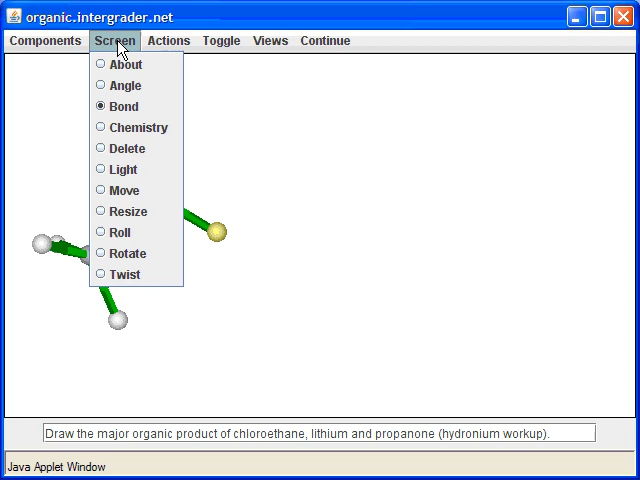 organic.intergrader.net
Components Screen Actions Toggle Views Continue
About
Angle
Bond
Chemistry
Delete
Light
Move
Resize
Roll
Rotate
Twist
Draw the major organic product of chloroethane, lithium and propanone (hydronium workup).
Java Applet Window